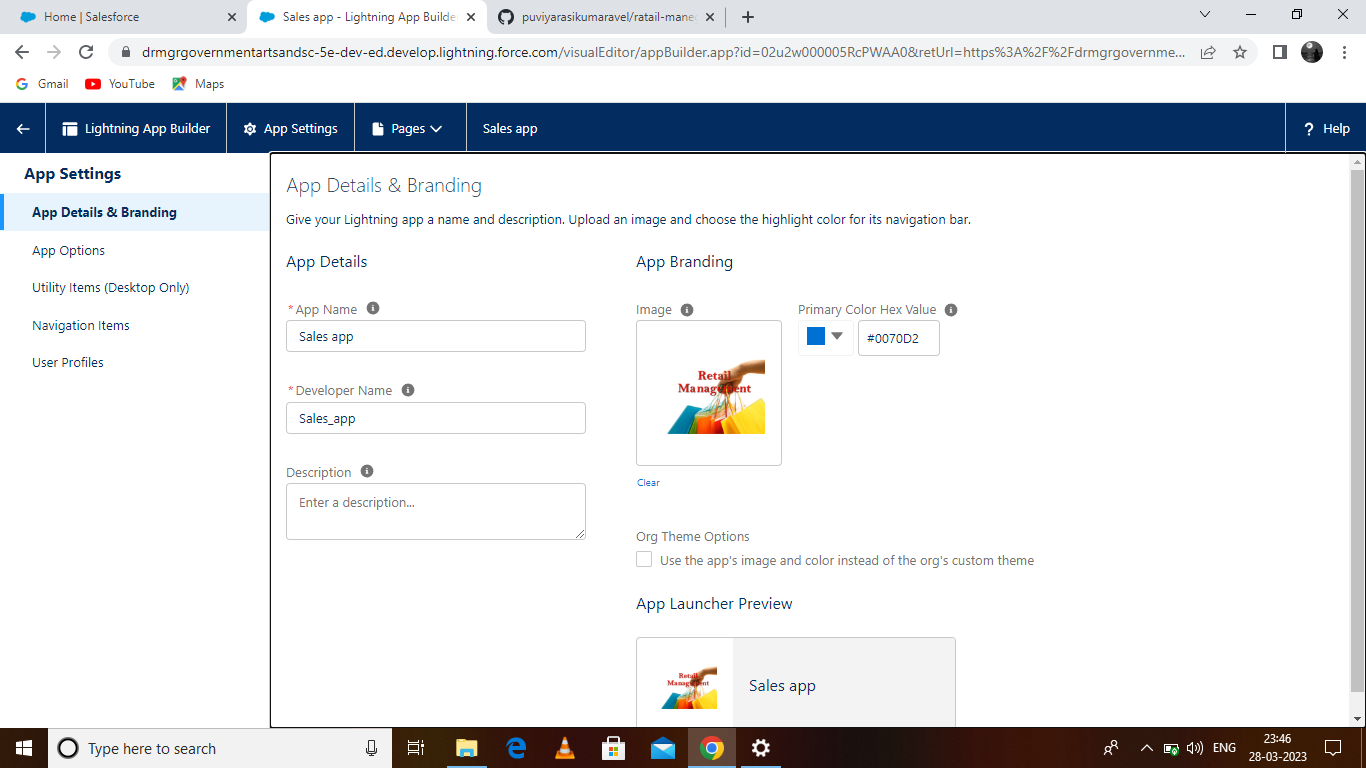 Home | Salesforce
Sales app - Lightning App Builder
puviyarasikumaravel/ratail-mane
drmgrgovernmentartsandsc-5e-dev-ed.develop.lightning.force.com/visualEditor/appBuilder.app?id=02u2w000005RcPWAA0&retUrl=https%3A%2F%2Fdrmgrgovernme...
Gmail
YouTube
Maps
Lightning App Builder
App Settings
Pages
Sales app
? Help
App Settings
App Details & Branding
App Options
Utility Items (Desktop Only)
Navigation Items
User Profiles
App Details & Branding
Give your Lightning app a name and description. Upload an image and choose the highlight color for its navigation bar.
App Details
App Branding
*App Name
Sales app
*Developer Name
Sales_app
Description
Enter a description...
Image
Primary Color Hex Value
#0070D2
Retail
Management
Clear
Org Theme Options
Use the app's image and color instead of the org's custom theme
App Launcher Preview
Retail
Management
Sales app
Type here to search
ENG
23:46
28-03-2023